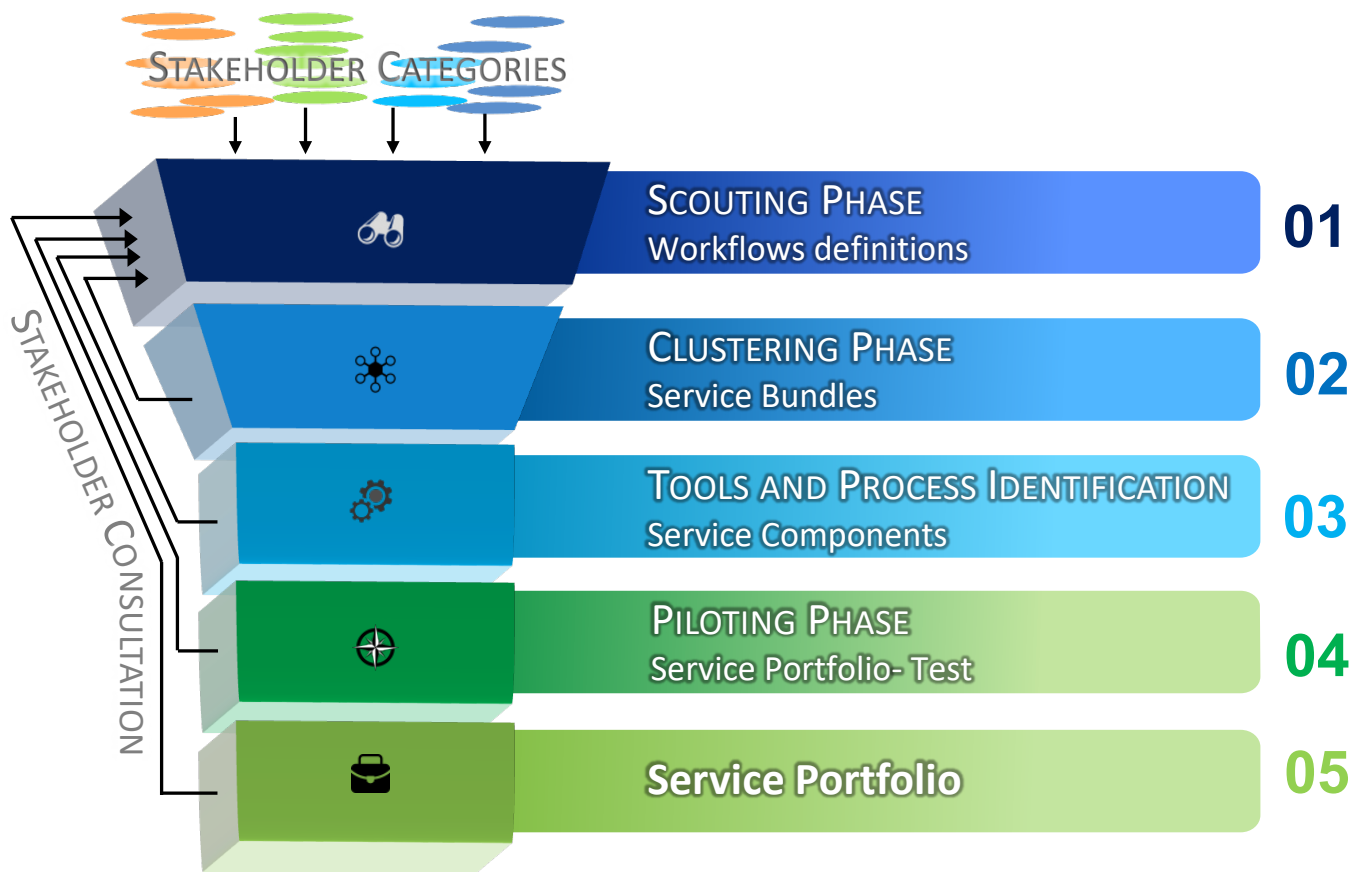 STAKEHOLDER CATEGORIES
SCOUTING PHASE
Workflows definitions
01
CLUSTERING PHASE
Service Bundles
02
TOOLS AND PROCESS IDENTIFICATION
Service Components
03
PILOTING PHASE
Service Portfolio- Test
04
Service Portfolio
05
STAKEHOLDER CONSULTATION